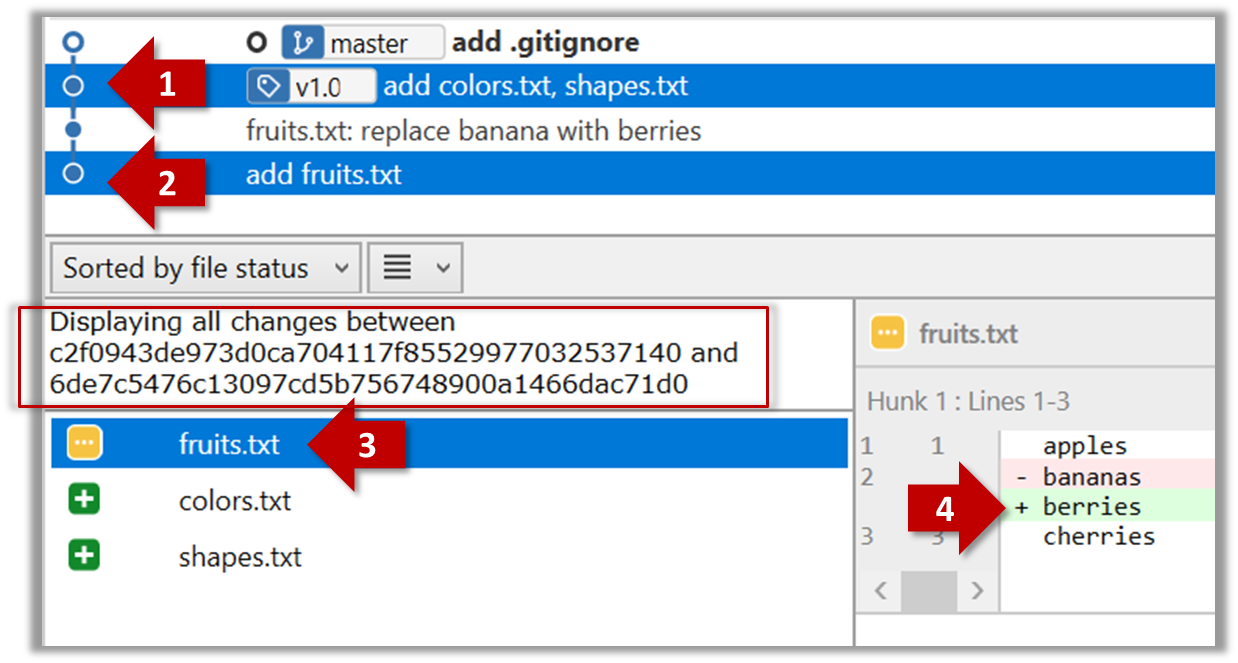 master add .gitignore
1
v1.0 add colors.txt, shapes.txt
fruits.txt: replace banana with berries
2
add fruits.txt
Sorted by file status
Displaying all changes between
c2f0943de973d0ca704117f85529977032537140 and
6de7c5476c13097cd5b756748900a1466dac71d0
fruits.txt
3
colors.txt
shapes.txt
fruits.txt
Hunk 1 : Lines 1-3
1 1 apples
2 - bananas
4
+ berries
3 3 cherries